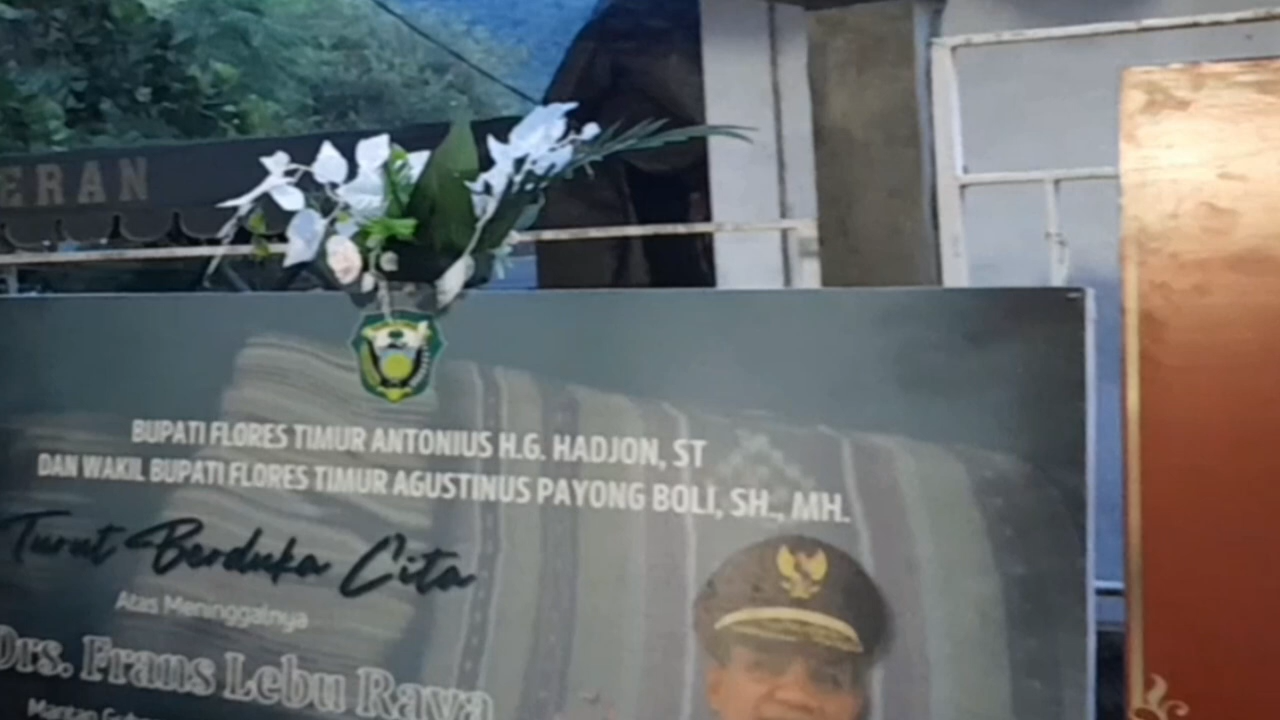 ERAN
BUPATI FLORES TIMUR ANTONIUS H.G. HADJON, ST
DAN WAKIL BUPATI FLORES TIMUR AGUSTINUS PAYONG BOLI, SH., MH.
Turut Berduka Cita
Atas Meninggalnya
Drs. Frans Lebu Raya
Mantan